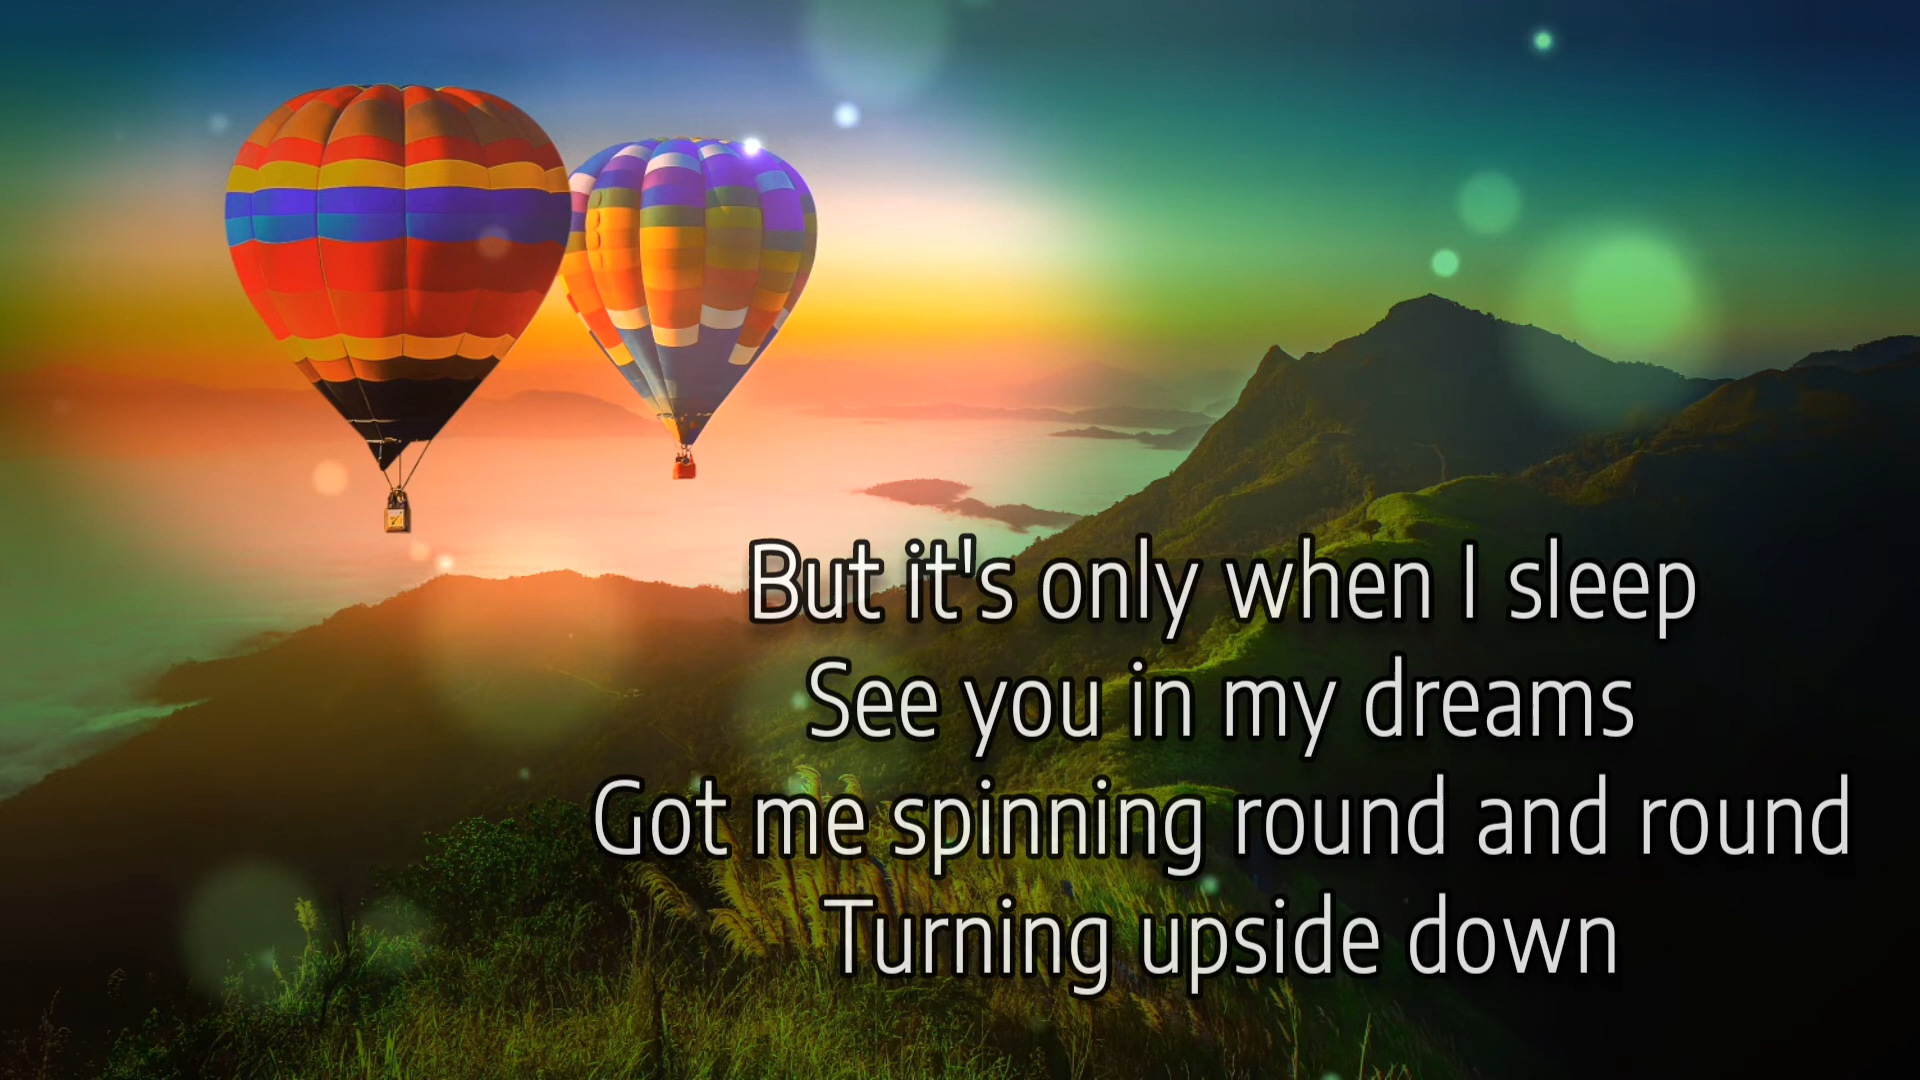 But it's only when I sleep
See you in my dreams
Got me spinning round and round
Turning upside down